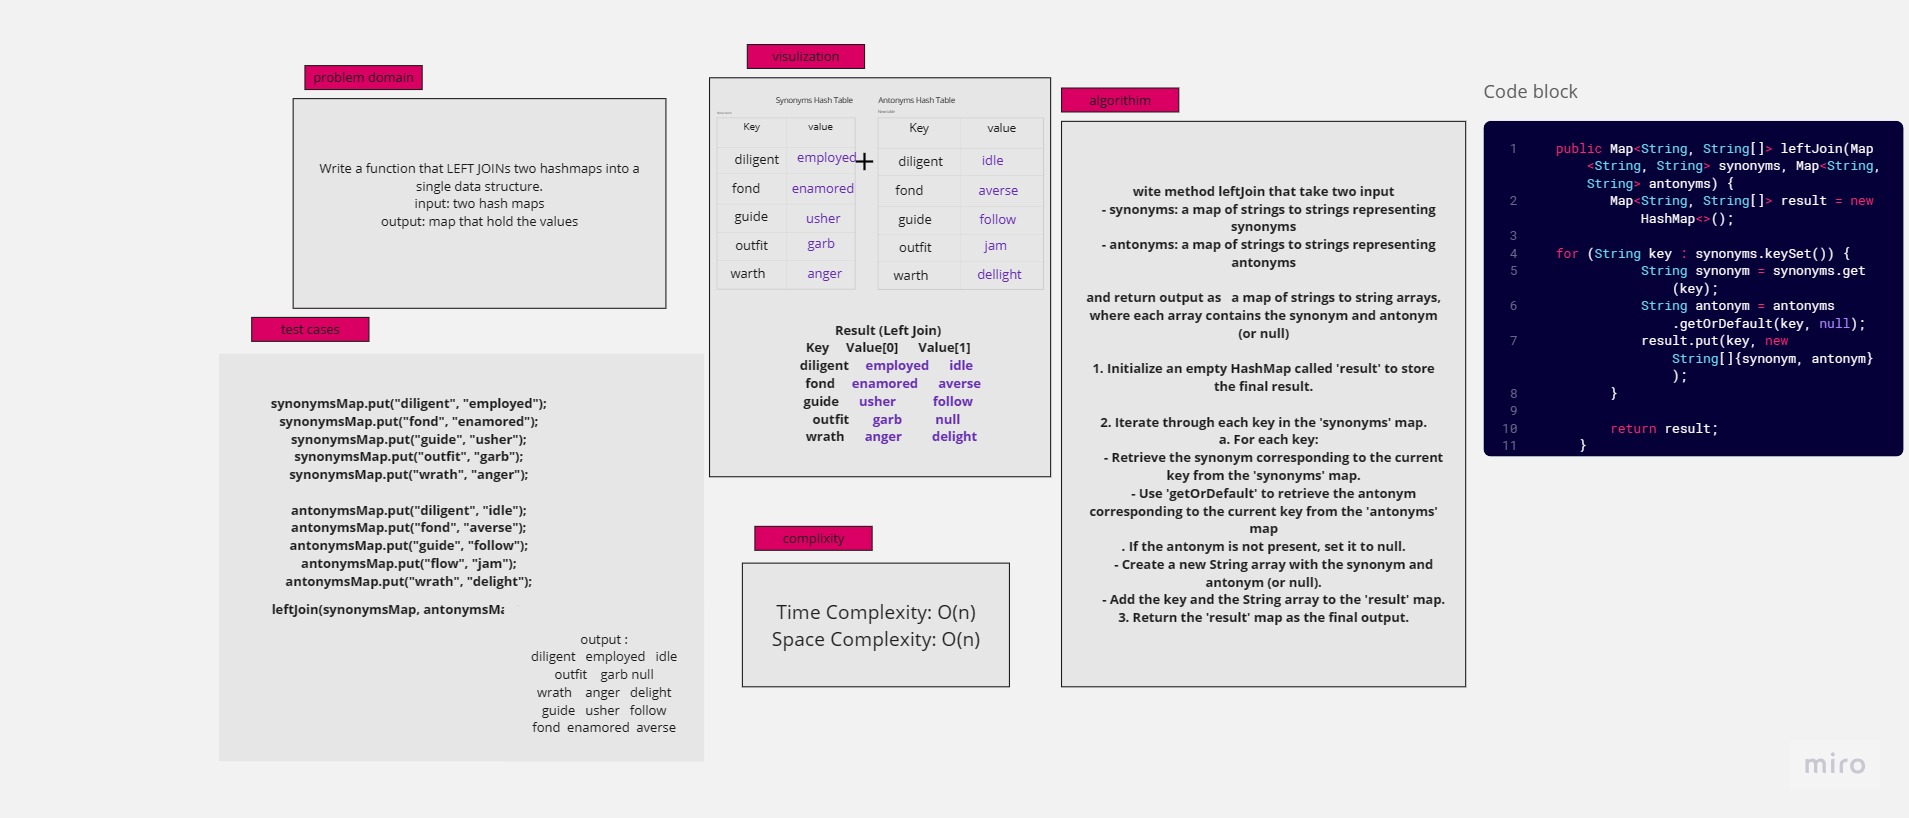 problem domain
Write a function that LEFT JOINs two hashmaps into a
single data structure.
input: two hash maps
output: map that hold the values
test cases
synonymsMap.put("diligent", "employed");
synonymsMap.put("fond", "enamored");
synonymsMap.put("guide", "usher");
synonymsMap.put("outfit", "garb");
synonymsMap.put("wrath", "anger");
antonymsMap.put("diligent", "idle");
antonymsMap.put("fond", "averse");
antonymsMap.put("guide", "follow");
antonymsMap.put("flow", "jam");
antonymsMap.put("wrath", "delight");
leftJoin(synonymsMap, antonymsMa
output :
diligent employed idle
outfit garb null
wrath anger delight
guide usher follow
fond enamored averse
visulization
Synonyms Hash Table
Key value
diligent employed
fond enamored
guide usher
outfit garb
warth anger
+
Antonyms Hash Table
Key value
diligent idle
fond averse
guide follow
outfit jam
warth dellight
Result (Left Join)
Key Value[0] Value[1]
diligent employed idle
fond enamored averse
guide usher follow
outfit garb null
wrath anger delight
complixity
Time Complexity: O(n)
Space Complexity: O(n)
algorithim
wite method leftJoin that take two input
- synonyms: a map of strings to strings representing
synonyms
- antonyms: a map of strings to strings representing
antonyms
and return output as a map of strings to string arrays,
where each array contains the synonym and antonym
(or null)
1. Initialize an empty HashMap called 'result' to store
the final result.
2. Iterate through each key in the 'synonyms' map.
a. For each key:
- Retrieve the synonym corresponding to the current
key from the 'synonyms' map.
- Use 'getOrDefault' to retrieve the antonym
corresponding to the current key from the 'antonyms'
map
. If the antonym is not present, set it to null.
- Create a new String array with the synonym and
antonym (or null).
- Add the key and the String array to the 'result' map.
3. Return the 'result' map as the final output.
Code block
1 public Map<String, String[]> leftJoin(Map
<String, String> synonyms, Map<String,
String> antonyms) {
2 Map<String, String[]> result = new
HashMap<>();
3
4 for (String key : synonyms.keySet()) {
5 String synonym = synonyms.get
(key);
6 String antonym = antonyms
.getOrDefault(key, null);
7 result.put(key, new
String[]{synonym, antonym}
);
8 }
9
10 return result;
11 }
miro